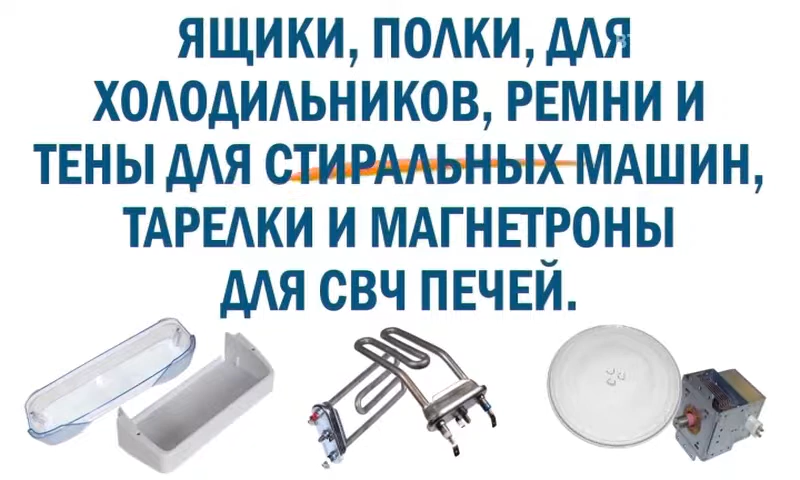 ЯЩИКИ, ПОЛКИ, ДЛЯ
ХОЛОДИЛЬНИКОВ, РЕМНИ И
ТЕНЫ ДЛЯ СТИРАЛЬНЫХ МАШИН,
ТАРЕЛКИ И МАГНЕТРОНЫ
ДЛЯ СВЧ ПЕЧЕЙ.